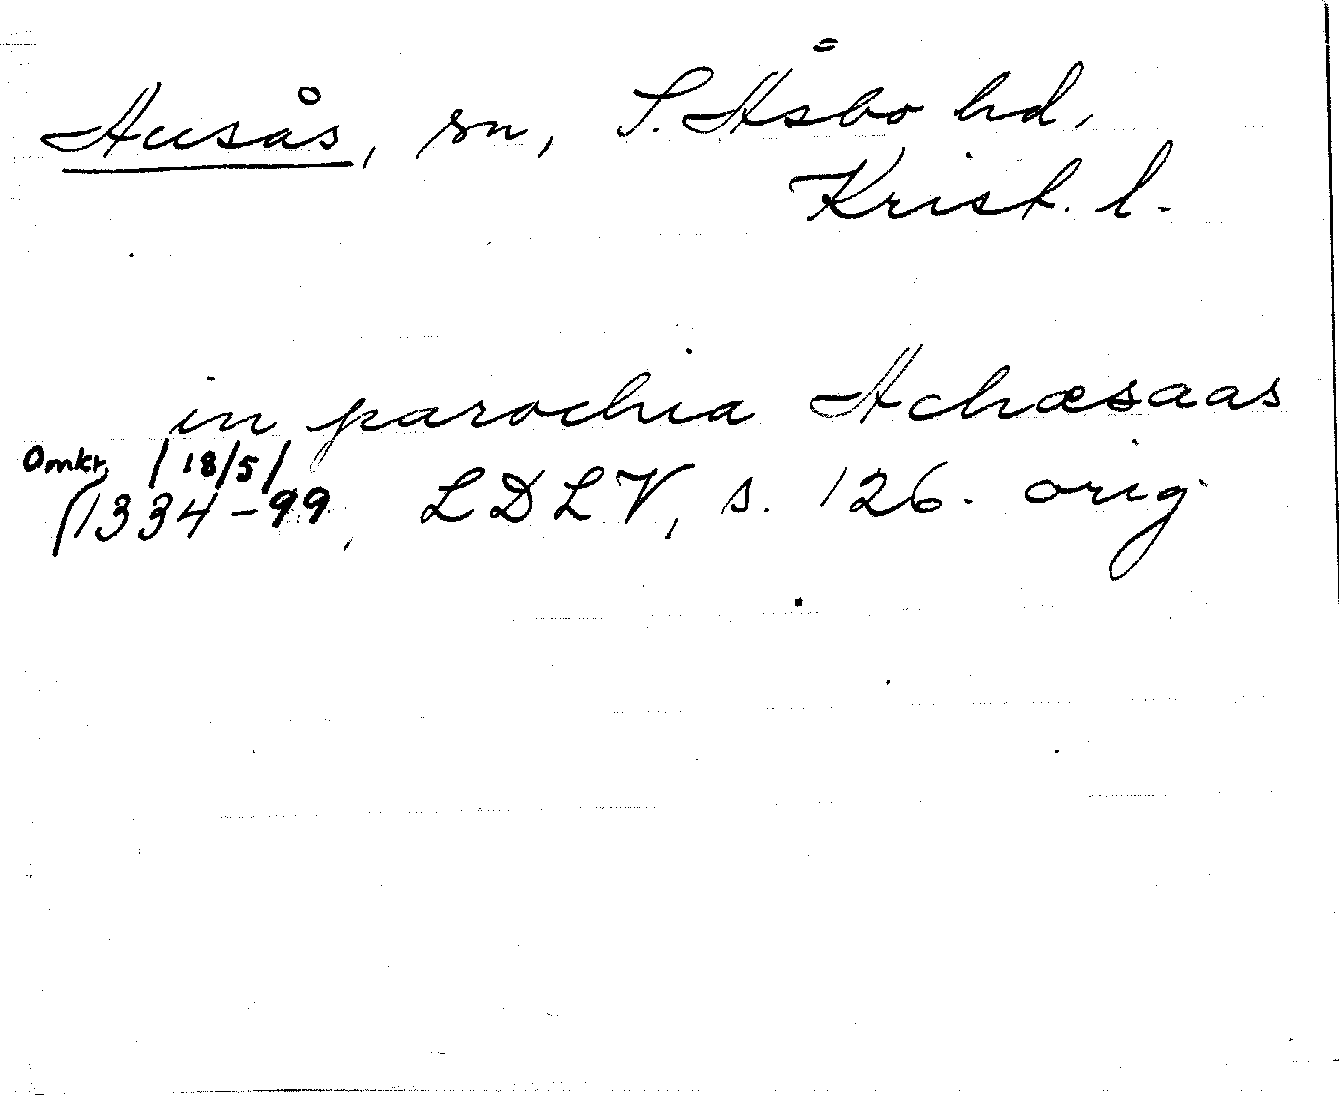 Ausås, sn, S. Åsbo hd,
Krist. l.
in parochia Achæsaas
Omkr. /18/5/
(1334-99, LDLV, s. 126. orig